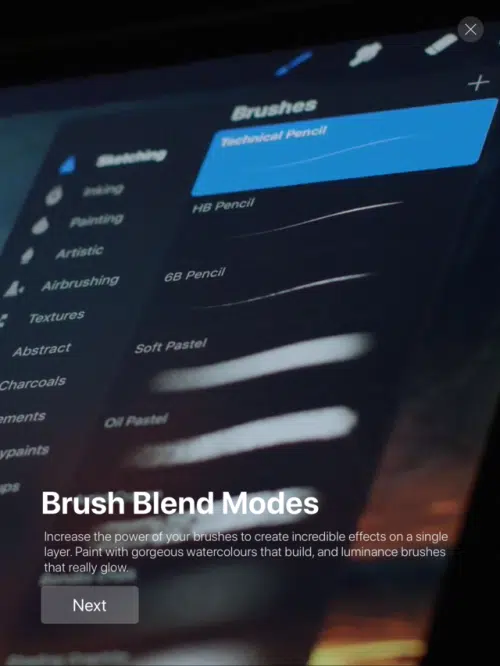 Brushes
Sketching
Technical Pencil
Inking
HB Pencil
Painting
Artistic
6B Pencil
Airbrushing
Textures
Soft Pastel
Abstract
Charcoals
ements
Oil Pastel
ypaints
Brush Blend Modes
Increase the power of your brushes to create incredible effects on a single
layer. Paint with gorgeous watercolours that build, and luminance brushes
that really glow.
Next